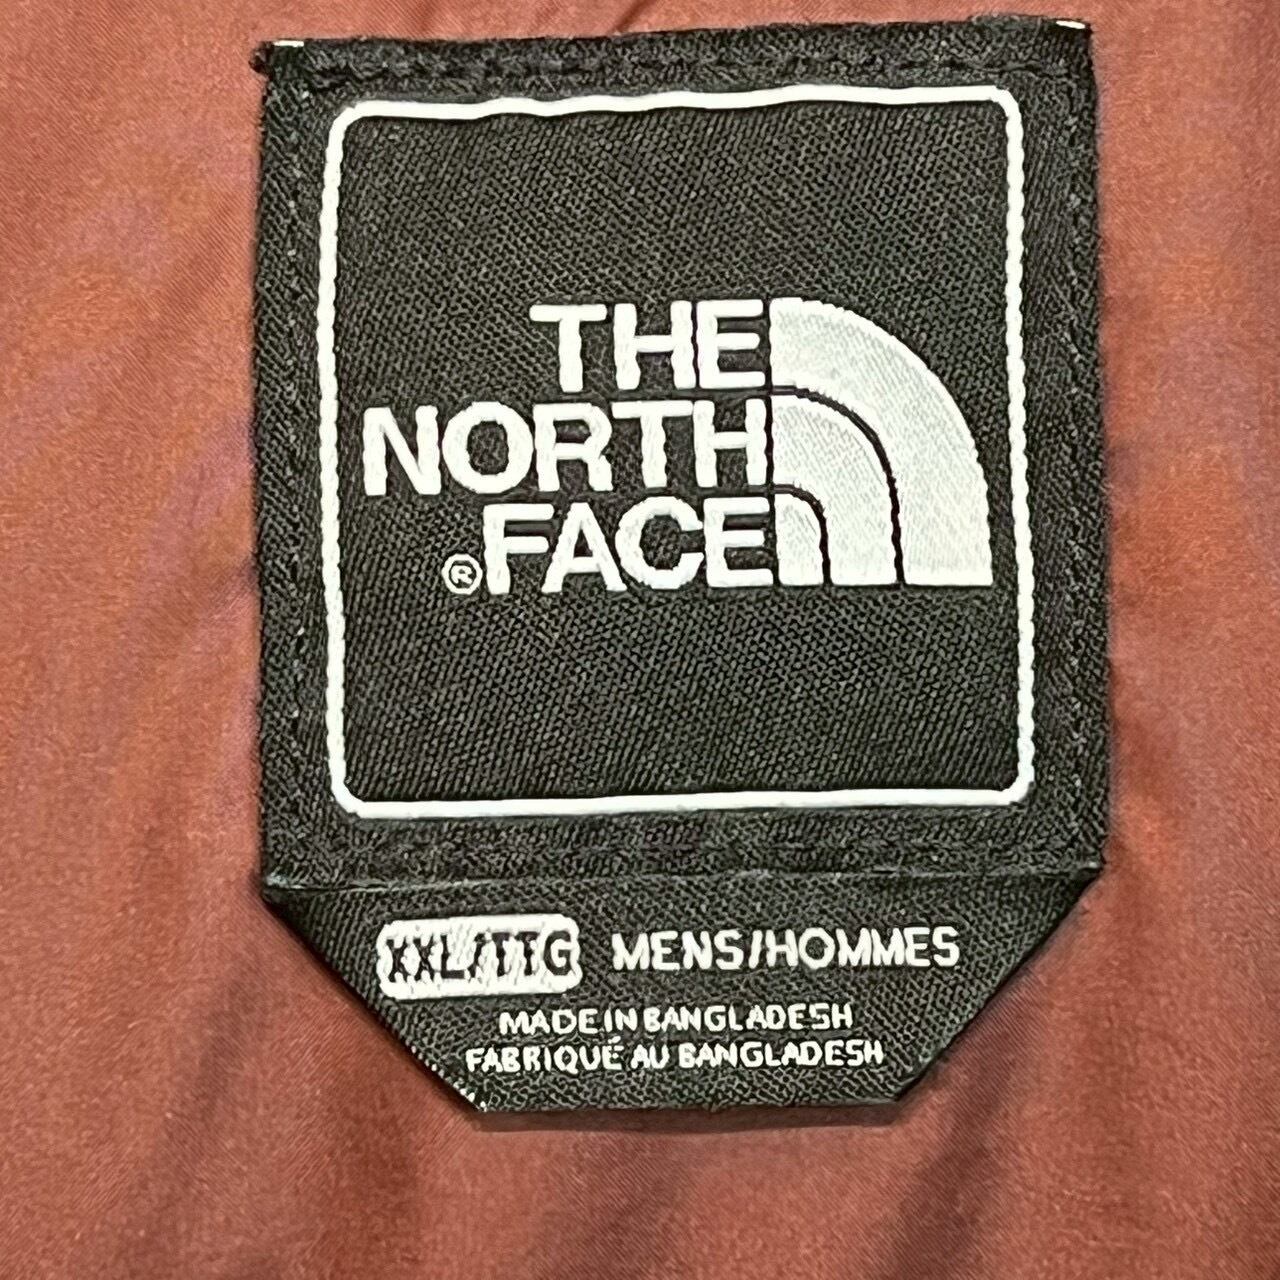 THE
NORTH
®FACE
XXL/TTG MENS/HOMMES
MADE IN BANGLADESH
FABRIQUÉ AU BANGLADESH